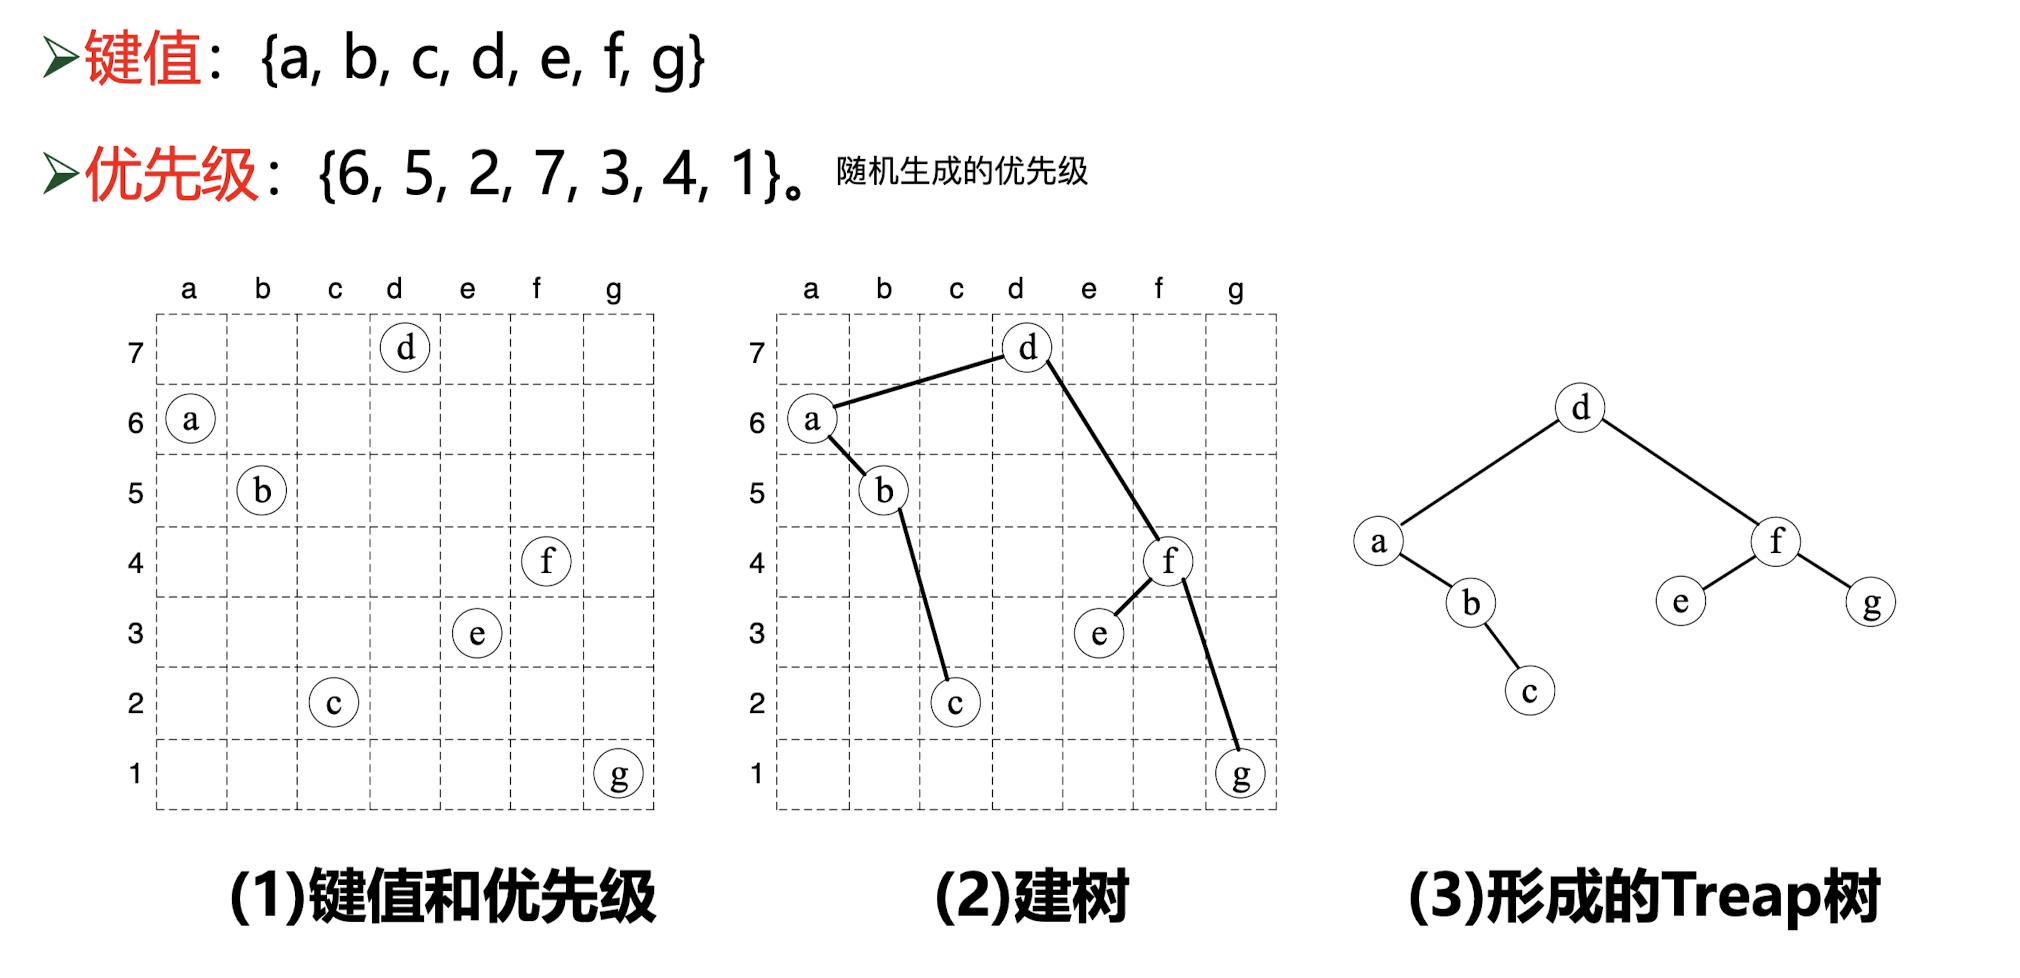 键值：{a, b, c, d, e, f, g}
优先级：{6, 5, 2, 7, 3, 4, 1}。 随机生成的优先级
a b c d e f g
7 d
6 a
5 b
4 f
3 e
2 c
1 g
(1)键值和优先级
a b c d e f g
7 d
6 a
5 b
4 f
3 e
2 c
1 g
(2)建树
d
a f
b e g
c
(3)形成的Treap树